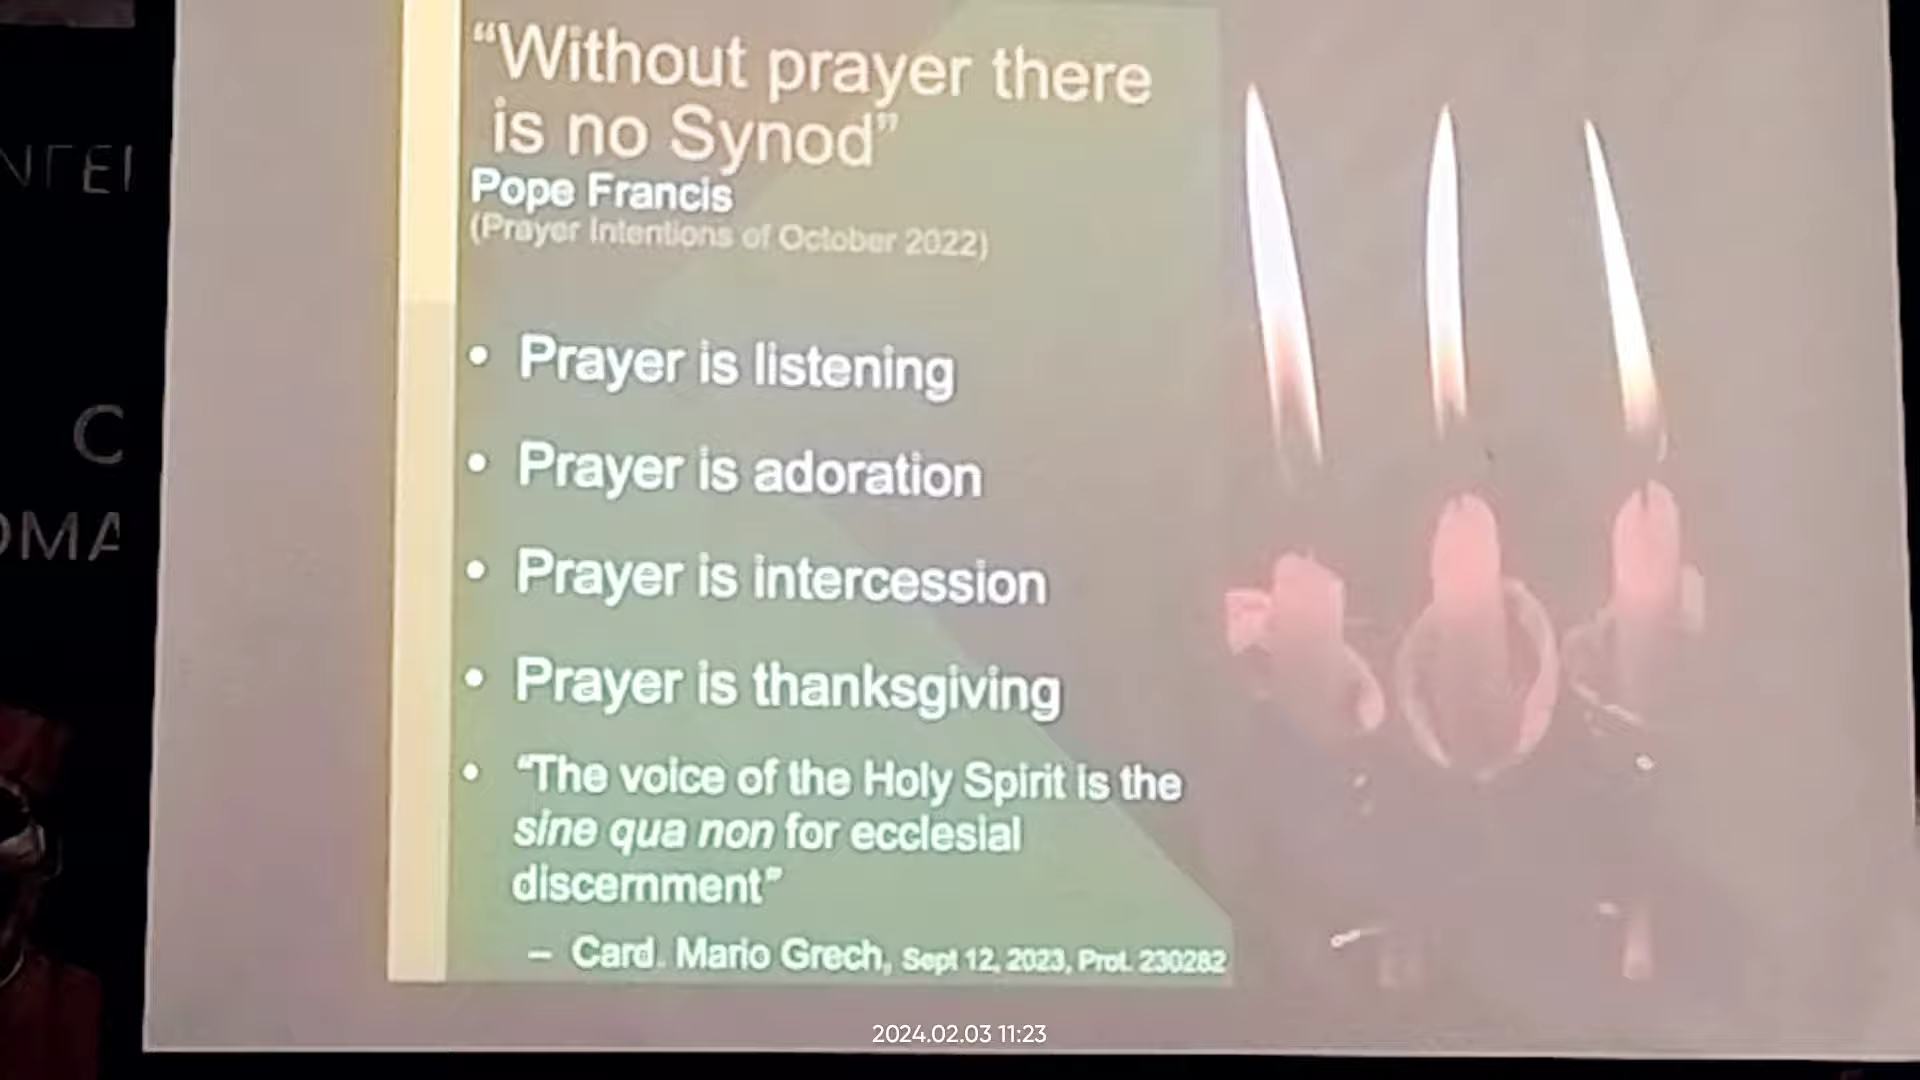 “Without prayer there
is no Synod”
Pope Francis
(Prayer Intentions of October 2022)
• Prayer is listening
• Prayer is adoration
• Prayer is intercession
• Prayer is thanksgiving
• “The voice of the Holy Spirit is the
sine qua non for ecclesial
discernment”
– Card. Mario Grech, Sept 12, 2023, Prot. 230282
2024.02.03 11:23